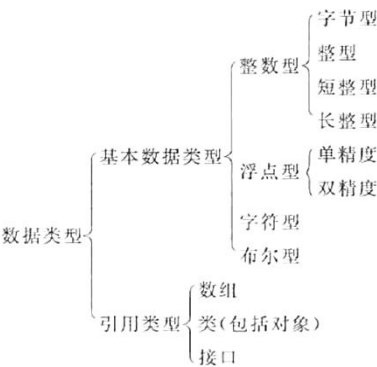 字节型
整数型
整型
短整型
长整型
基本数据类型
单精度
浮点型
双精度
数据类型
字符型
布尔型
数组
引用类型
类(包括对象)
接口